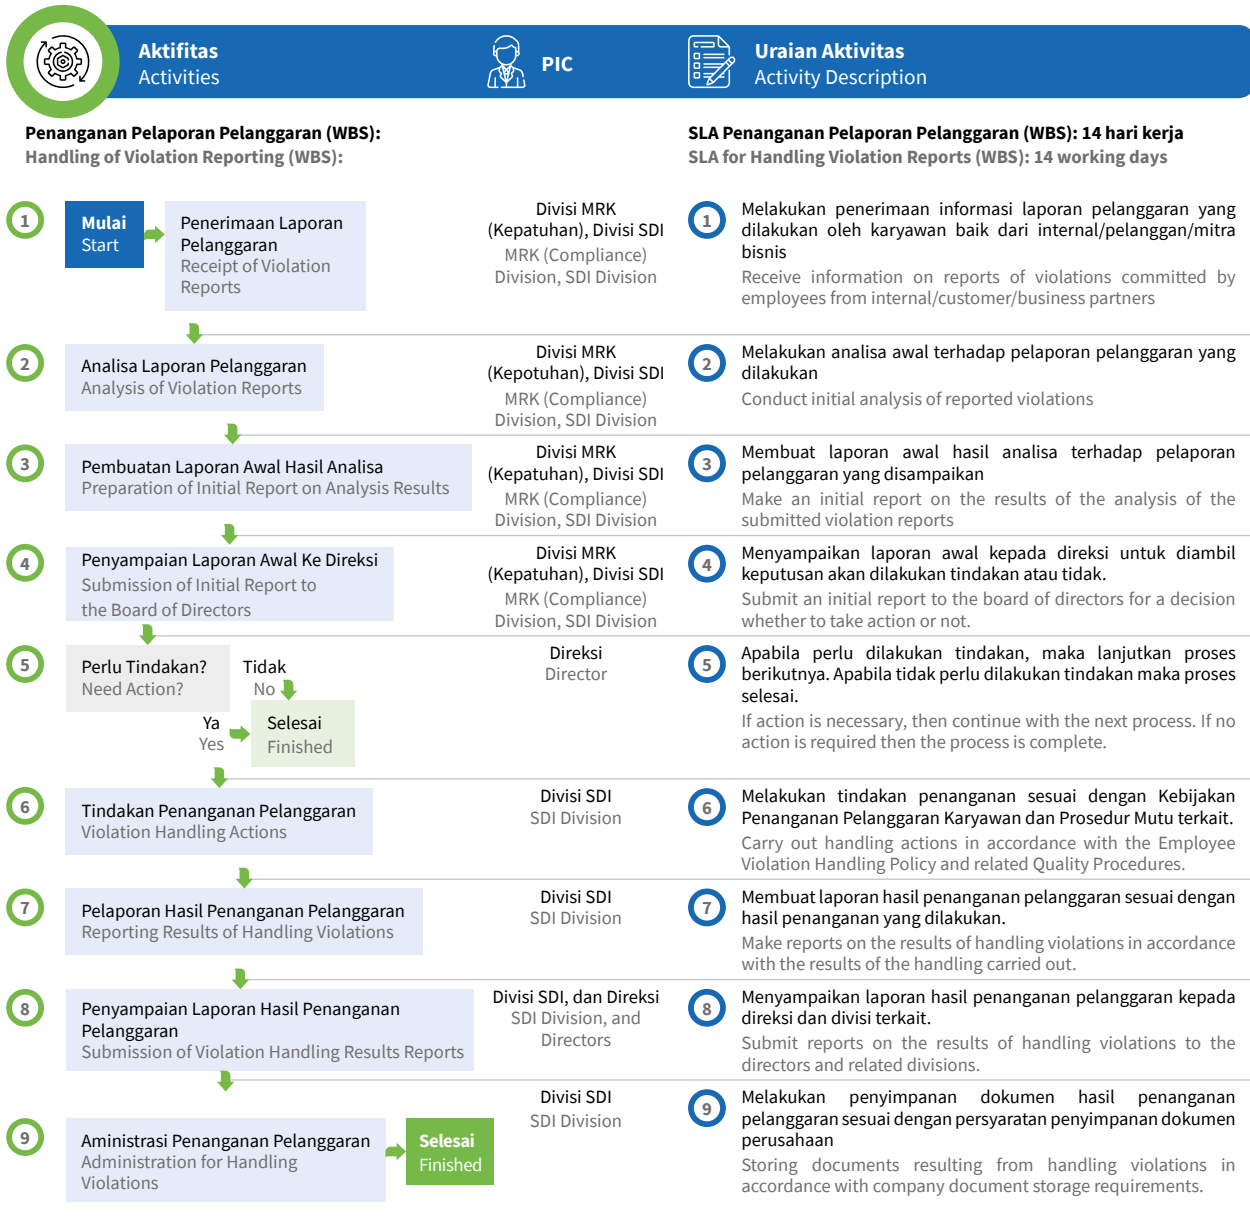 Aktifitas
Activities
PIC
Uraian Aktivitas
Activity Description
Penanganan Pelaporan Pelanggaran (WBS):
Handling of Violation Reporting (WBS):
SLA Penanganan Pelaporan Pelanggaran (WBS): 14 hari kerja
SLA for Handling Violation Reports (WBS): 14 working days
1
Mulai
Start
Penerimaan Laporan
Pelanggaran
Receipt of Violation
Reports
Divisi MRK
(Kepatuhan), Divisi SDI
MRK (Compliance)
Division, SDI Division
1
Melakukan penerimaan informasi laporan pelanggaran yang
dilakukan oleh karyawan baik dari internal/pelanggan/mitra
bisnis
Receive information on reports of violations committed by
employees from internal/customer/business partners
2
Analisa Laporan Pelanggaran
Analysis of Violation Reports
Divisi MRK
(Kepotuhan), Divisi SDI
MRK (Compliance)
Division, SDI Division
2
Melakukan analisa awal terhadap pelaporan pelanggaran yang
dilakukan
Conduct initial analysis of reported violations
3
Pembuatan Laporan Awal Hasil Analisa
Preparation of Initial Report on Analysis Results
Divisi MRK
(Kepatuhan), Divisi SDI
MRK (Compliance)
Division, SDI Division
3
Membuat laporan awal hasil analisa terhadap pelaporan
pelanggaran yang disampaikan
Make an initial report on the results of the analysis of the
submitted violation reports
4
Penyampaian Laporan Awal Ke Direksi
Submission of Initial Report to
the Board of Directors
Divisi MRK
(Kepatuhan), Divisi SDI
MRK (Compliance)
Division, SDI Division
4
Menyampaikan laporan awal kepada direksi untuk diambil
keputusan akan dilakukan tindakan atau tidak.
Submit an initial report to the board of directors for a decision
whether to take action or not.
5
Perlu Tindakan?
Need Action?
Tidak
No
Ya
Yes
Selesai
Finished
Direksi
Director
5
Apabila perlu dilakukan tindakan, maka lanjutkan proses
berikutnya. Apabila tidak perlu dilakukan tindakan maka proses
selesai.
If action is necessary, then continue with the next process. If no
action is required then the process is complete.
6
Tindakan Penanganan Pelanggaran
Violation Handling Actions
Divisi SDI
SDI Division
6
Melakukan tindakan penanganan sesuai dengan Kebijakan
Penanganan Pelanggaran Karyawan dan Prosedur Mutu terkait.
Carry out handling actions in accordance with the Employee
Violation Handling Policy and related Quality Procedures.
7
Pelaporan Hasil Penanganan Pelanggaran
Reporting Results of Handling Violations
Divisi SDI
SDI Division
7
Membuat laporan hasil penanganan pelanggaran sesuai dengan
hasil penanganan yang dilakukan.
Make reports on the results of handling violations in accordance
with the results of the handling carried out.
8
Penyampaian Laporan Hasil Penanganan
Pelanggaran
Submission of Violation Handling Results Reports
Divisi SDI, dan Direksi
SDI Division, and
Directors
8
Menyampaikan laporan hasil penanganan pelanggaran kepada
direksi dan divisi terkait.
Submit reports on the results of handling violations to the
directors and related divisions.
9
Aministrasi Penanganan Pelanggaran
Administration for Handling
Violations
Selesai
Finished
Divisi SDI
SDI Division
9
Melakukan penyimpanan dokumen hasil penanganan
pelanggaran sesuai dengan persyaratan penyimpanan dokumen
perusahaan
Storing documents resulting from handling violations in
accordance with company document storage requirements.